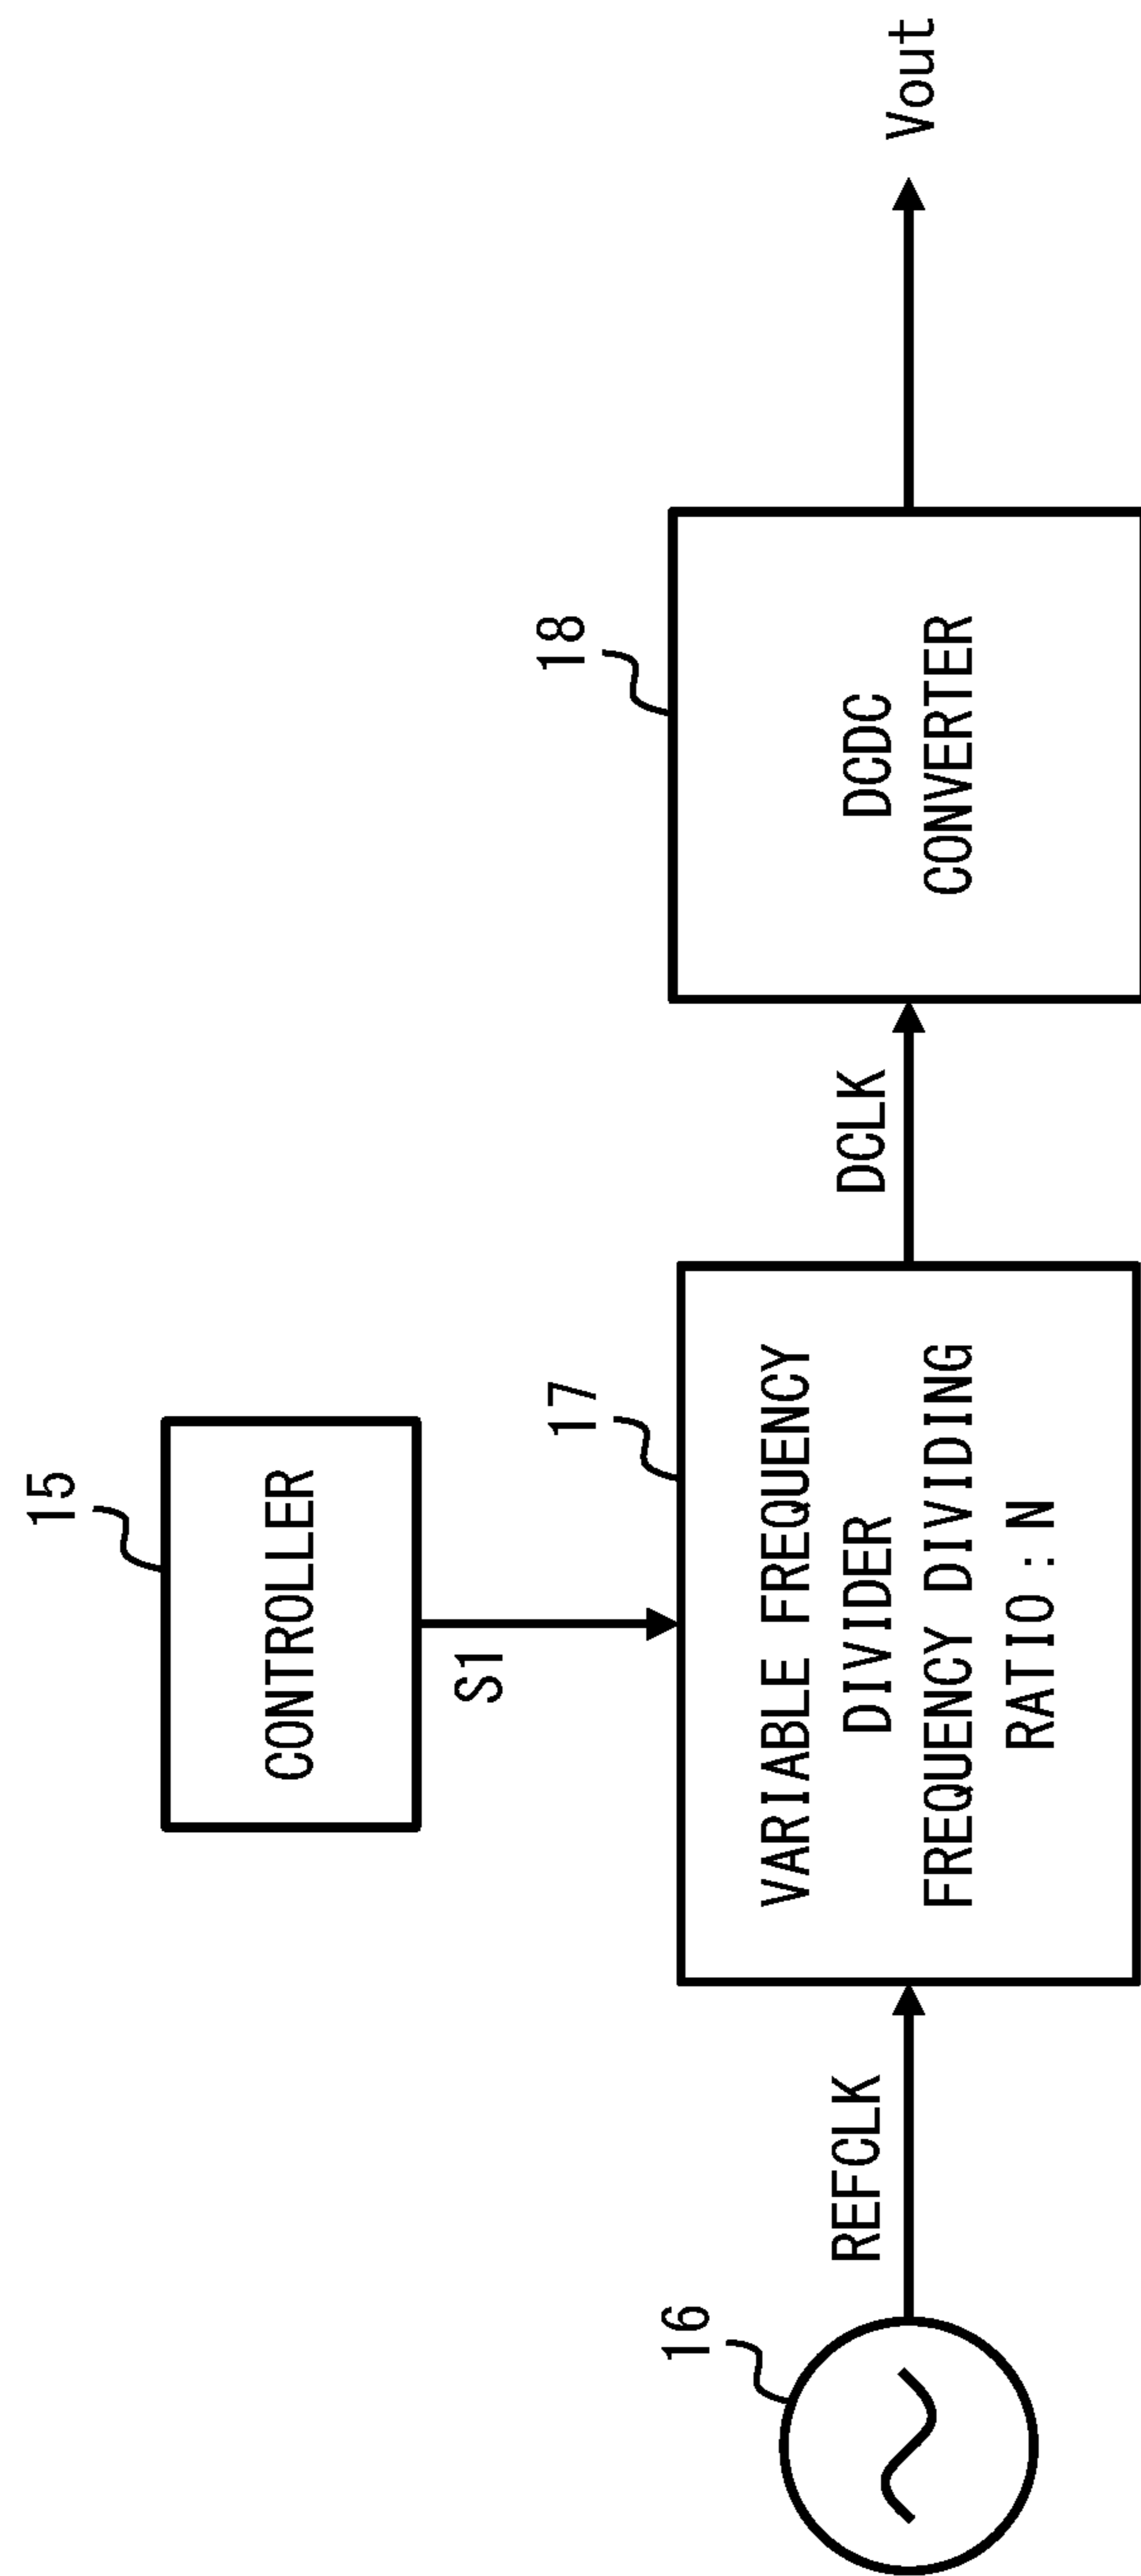 15
CONTROLLER
S1
16
REFCLK
17
VARIABLE FREQUENCY
DIVIDER
FREQUENCY DIVIDING
RATIO:N
DCLK
18
DCDC
CONVERTER
Vout